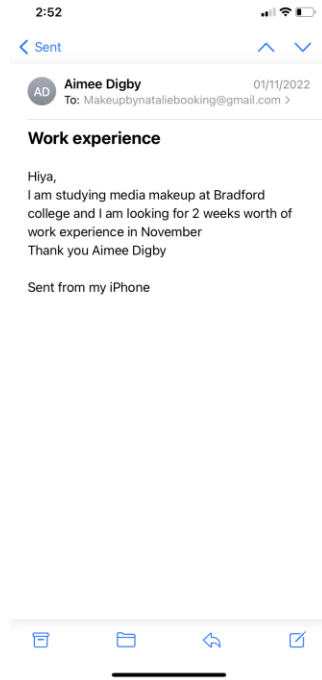 2:52
Sent
AD
Aimee Digby
01/11/2022
To: Makeupbynataliebooking@gmail.com
Work experience
Hiya,
I am studying media makeup at Bradford
college and I am looking for 2 weeks worth of
work experience in November
Thank you Aimee Digby
Sent from my iPhone